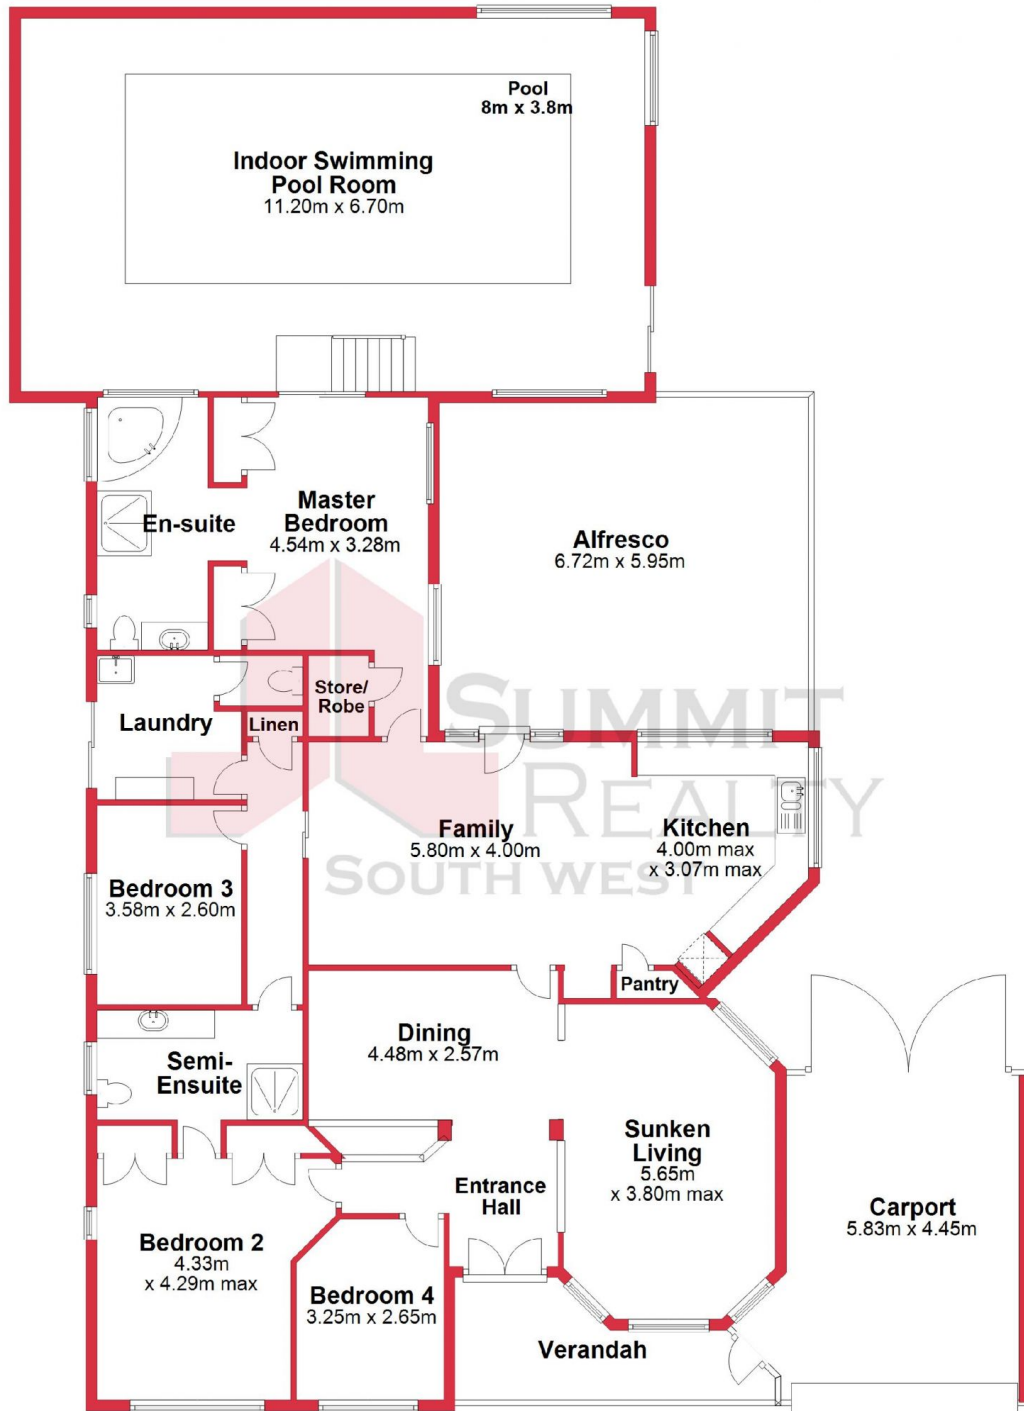 Pool
8m x 3.8m
Indoor Swimming
Pool Room
11.20m x 6.70m
En-suite
Master
Bedroom
4.54m x 3.28m
Alfresco
6.72m x 5.95m
Store/
Robe
Laundry
Linen
SUMMIT
REALTY
SOUTH WEST
Family
5.80m x 4.00m
Kitchen
4.00m max
x 3.07m max
Bedroom 3
3.58m x 2.60m
Pantry
Dining
4.48m x 2.57m
Semi-
Ensuite
Sunken
Living
5.65m
x 3.80m max
Entrance
Hall
Carport
5.83m x 4.45m
Bedroom 2
4.33m
x 4.29m max
Bedroom 4
3.25m x 2.65m
Verandah